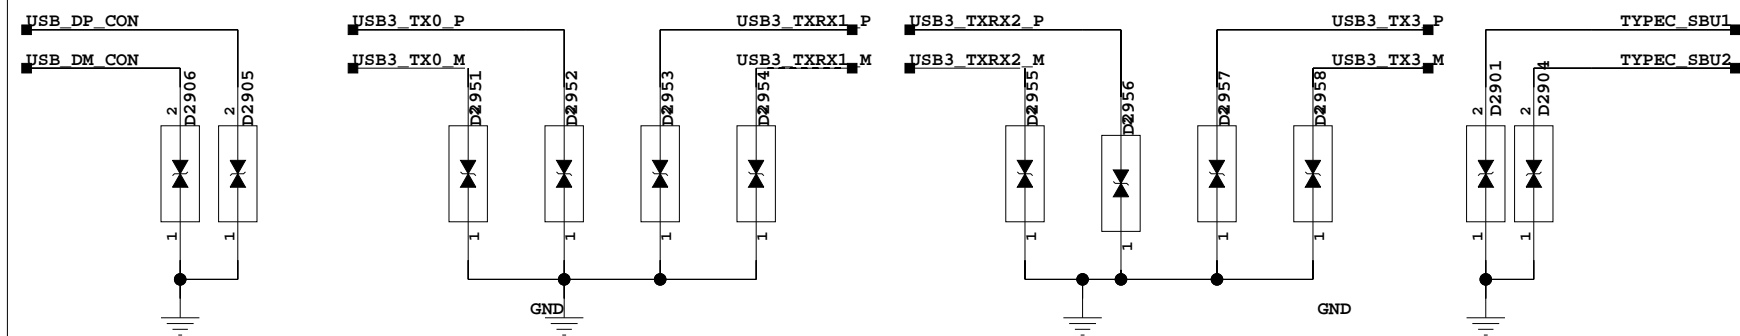 USB_DP_CON
USB3_TX0_P
USB3_TXRX1_P
USB3_TXRX2_P
USB3_TX3_P
TYPEC_SBU1
USB_DM_CON
USB3_TX0_M
USB3_TXRX1_M
USB3_TXRX2_M
USB3_TX3_M
TYPEC_SBU2
2
D2906
2
D2905
D2951
D2952
D2953
D2954
D2955
D2956
D2957
D2958
2
D2901
2
D2904
1
1
1
1
1
1
1
1
1
1
1
1
GND
GND